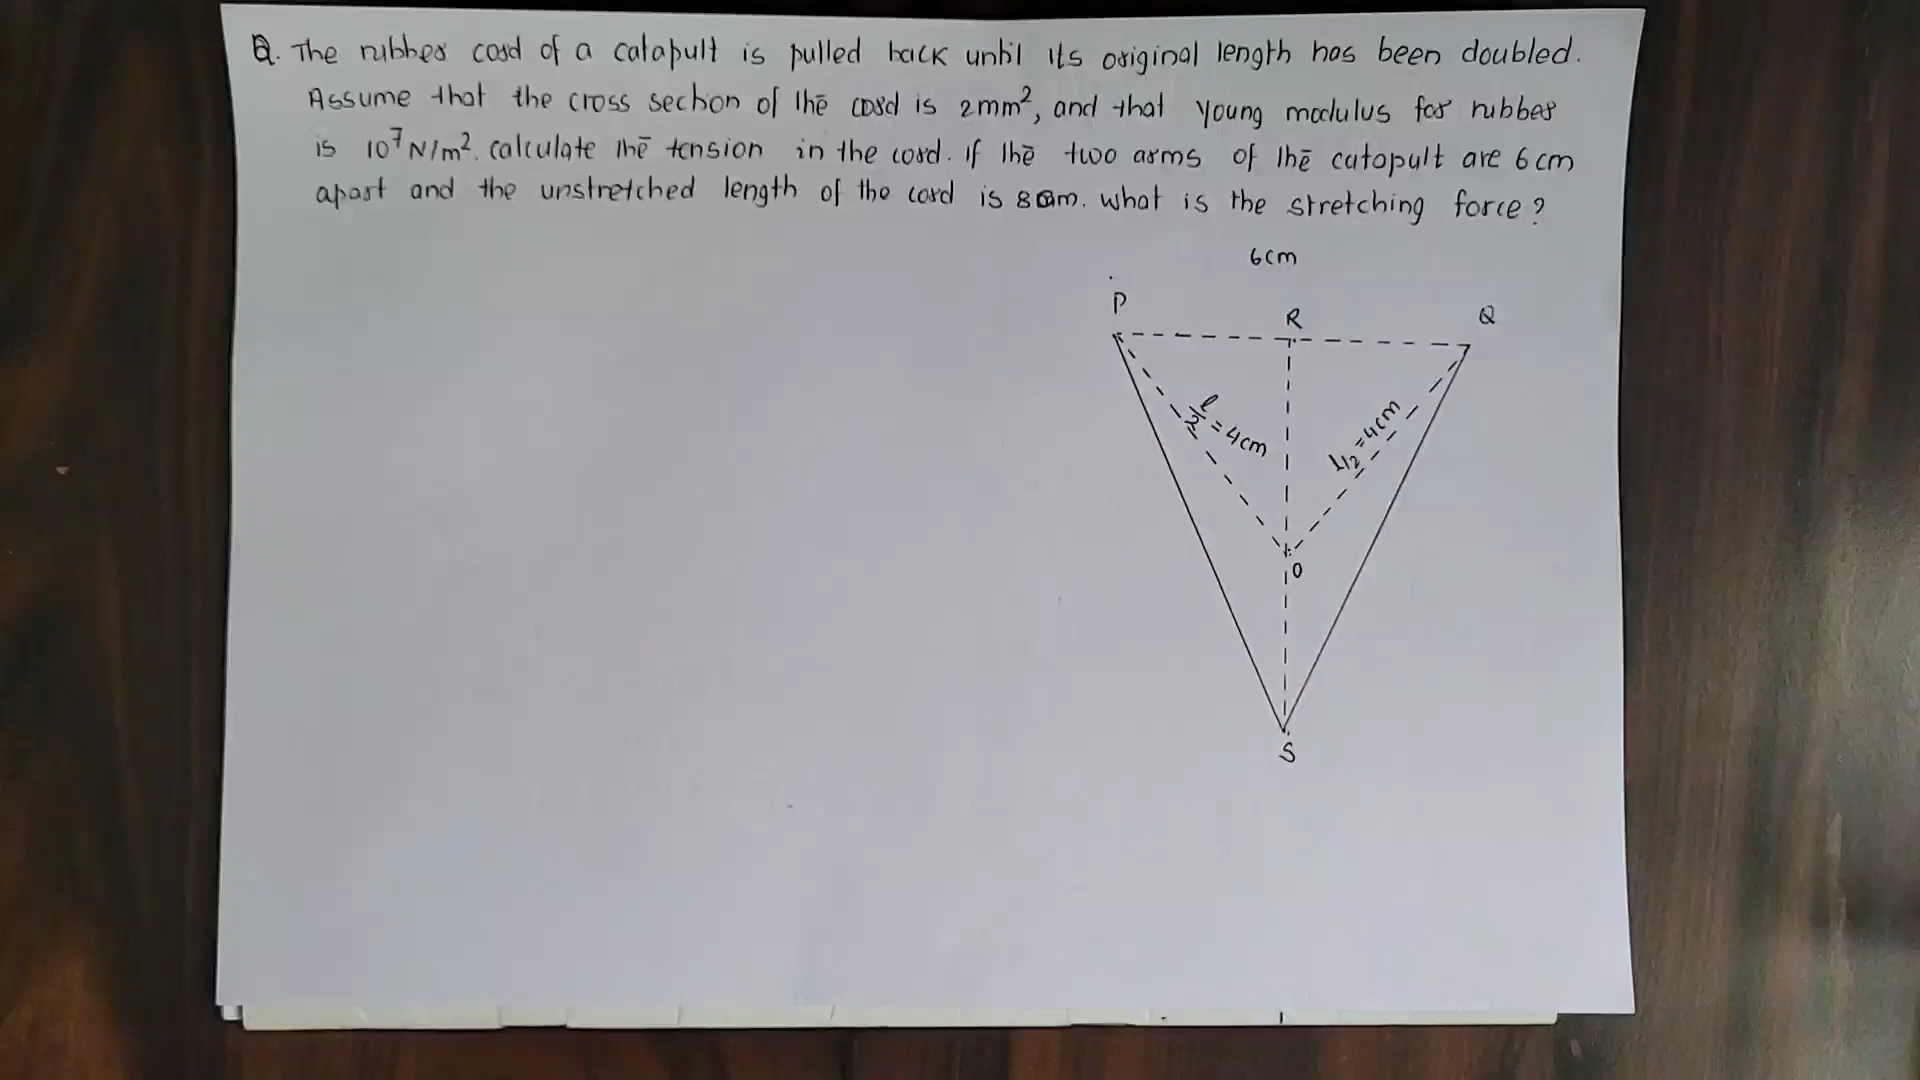 Q. The rubber cord of a catapult is pulled back until its original length has been doubled.
Assume that the cross section of the cord is 2mm², and that young modulus for rubber
is 10⁷ N/m². calculate the tension in the cord. If the two arms of the catopult are 6cm
apart and the unstretched length of the cord is 8cm. what is the stretching force?
6cm
P
R
Q
l/2 = 4cm
l/2 = 4cm
O
S